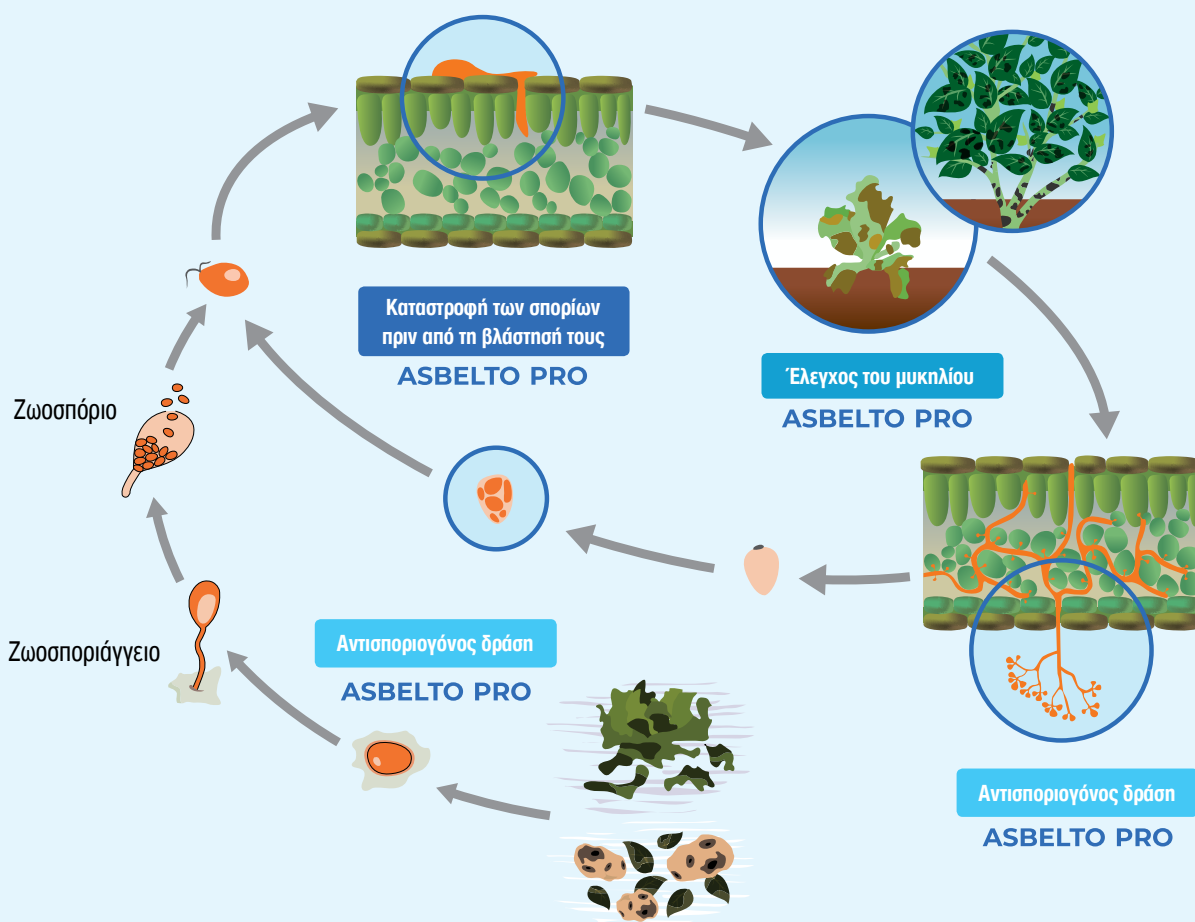 Καταστροφή των σπορίων
πριν από τη βλάστησή τους
ASBELTO PRO
Έλεγχος του μυκηλίου
ASBELTO PRO
Ζωοσπόριο
Ζωοσποριάγγειο
Αντισποριογόνος δράση
ASBELTO PRO
Αντισποριογόνος δράση
ASBELTO PRO